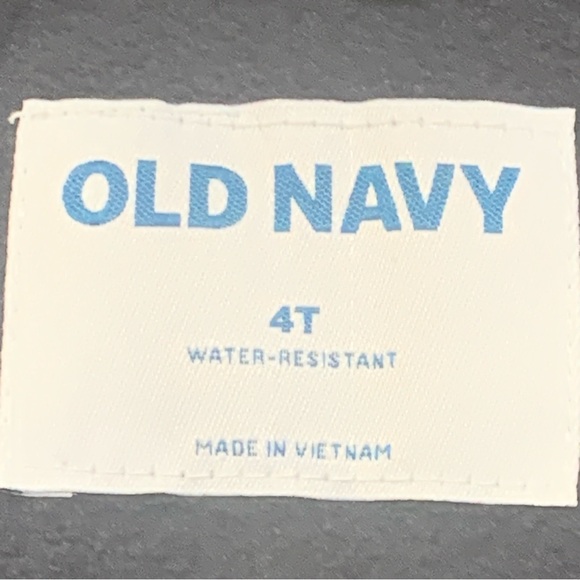 OLD NAVY
4T
WATER-RESISTANT
MADE IN VIETNAM